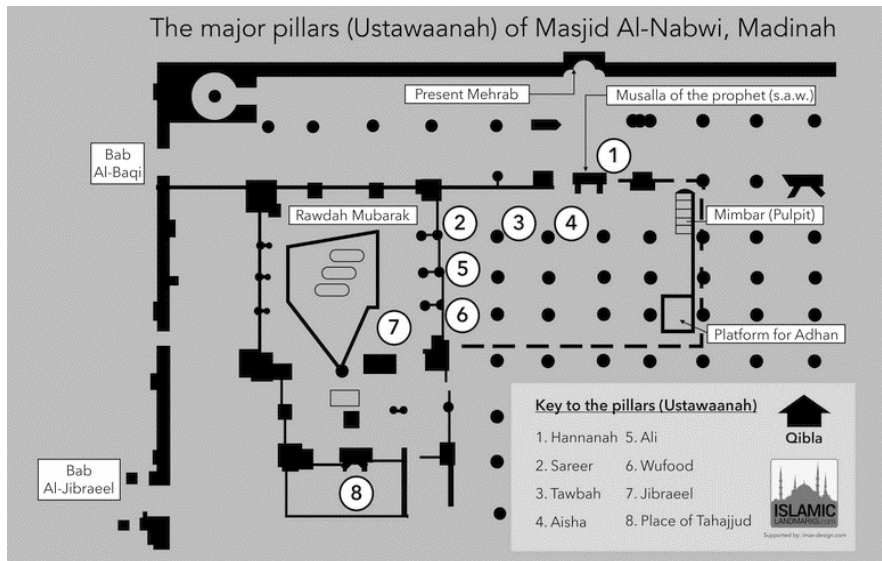 The major pillars (Ustawaanah) of Masjid Al-Nabwi, Madinah
Present Mehrab
Musalla of the prophet (s.a.w.)
1
Bab
Al-Baqi
Rawdah Mubarak
2
3
4
Mimbar (Pulpit)
5
6
7
Platform for Adhan
Key to the pillars (Ustawaanah)
1. Hannanah
2. Sareer
3. Tawbah
4. Aisha
5. Ali
6. Wufood
7. Jibraeel
8. Place of Tahajjud
Qibla
Bab
Al-Jibraeel
8
ISLAMIC
LANDMARKS.com
Supported by: imax-design.com